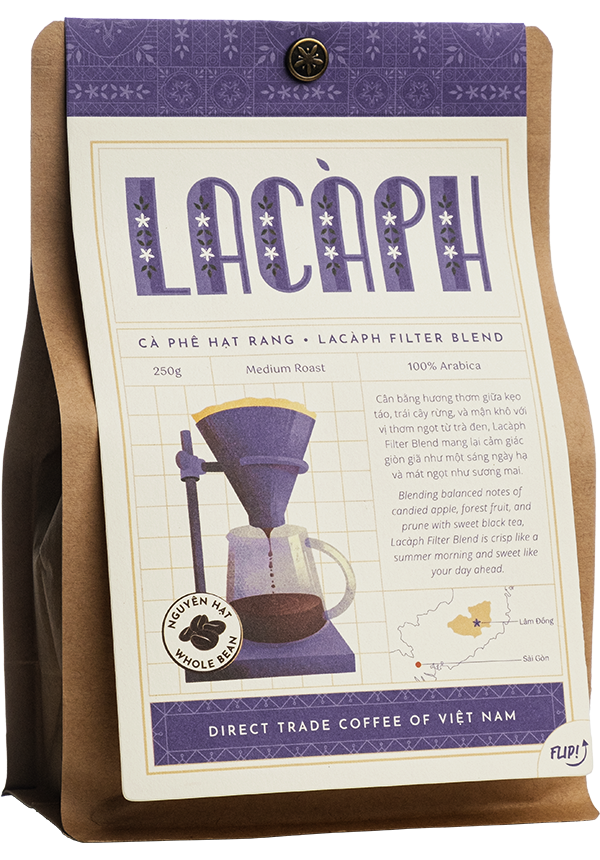 LACÀPH
CÀ PHÊ HẠT RANG • LACÀPH FILTER BLEND
250g
Medium Roast
100% Arabica
Cân bằng hương thơm giữa kẹo
táo, trái cây rừng, và mận khô với
vị thơm ngọt từ trà đen, Lacàph
Filter Blend mang lại cảm giác
giòn giã như một sáng ngày hạ
và mát ngọt như sương mai.
Blending balanced notes of
candied apple, forest fruit, and
prune with sweet black tea,
Lacàph Filter Blend is crisp like a
summer morning and sweet like
your day ahead.
NGUYÊN HẠT
WHOLE BEAN
Lâm Đồng
Sài Gòn
DIRECT TRADE COFFEE OF VIỆT NAM
FLIP!